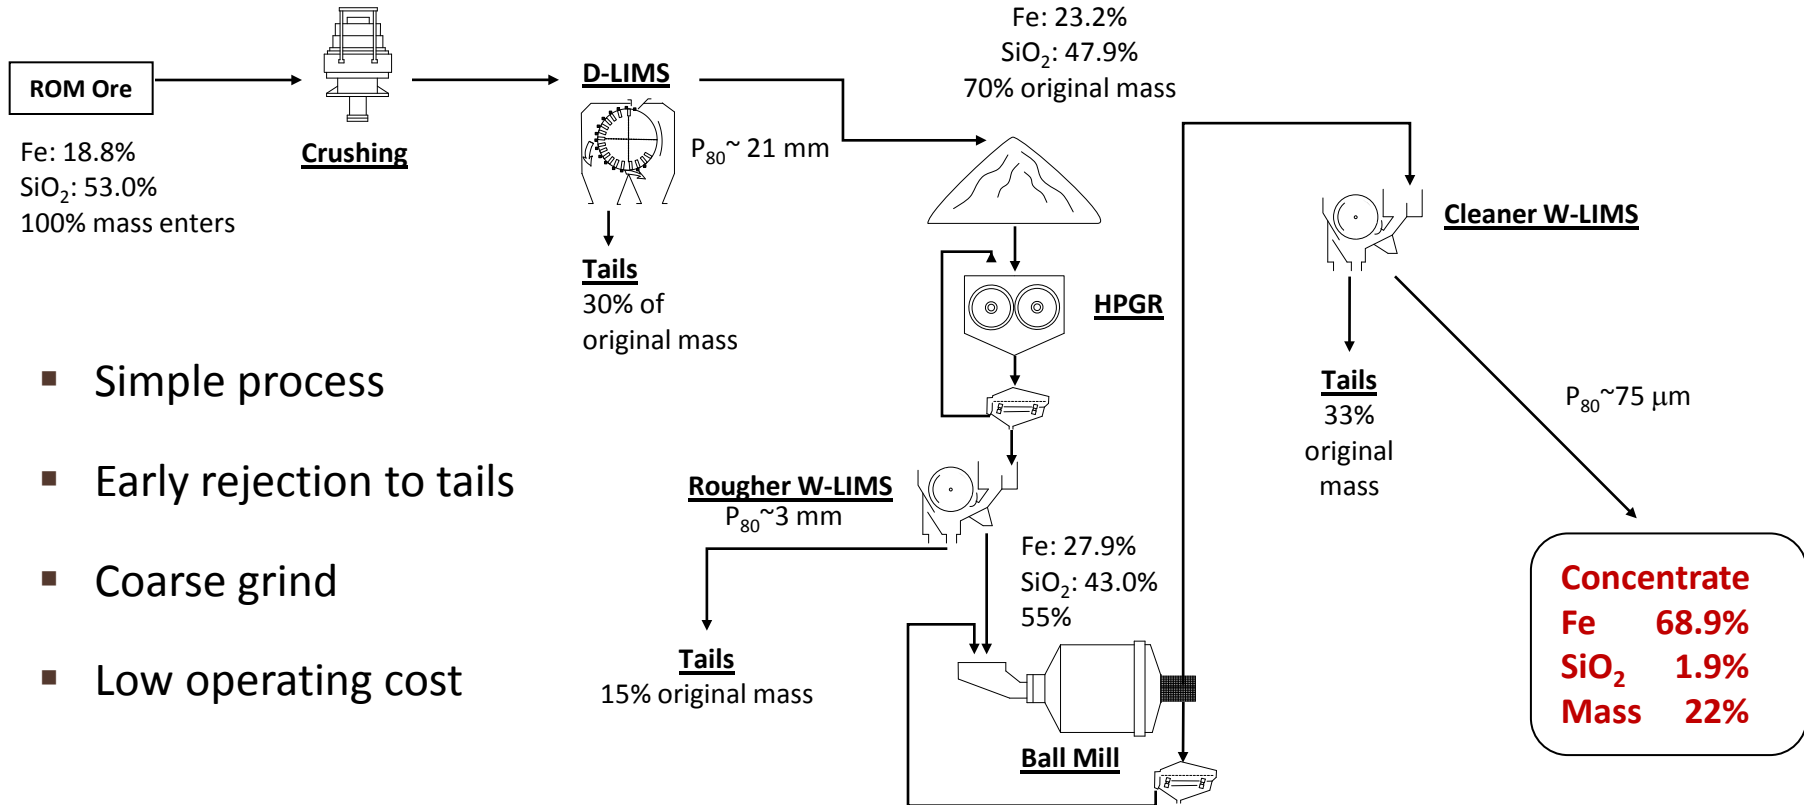 ROM Ore
Fe: 18.8%
SiO₂: 53.0%
100% mass enters
Crushing
D-LIMS
P₈₀~ 21 mm
Tails
30% of
original mass
Fe: 23.2%
SiO₂: 47.9%
70% original mass
HPGR
Rougher W-LIMS
P₈₀~3 mm
Tails
15% original mass
Fe: 27.9%
SiO₂: 43.0%
55%
Ball Mill
Cleaner W-LIMS
Tails
33%
original
mass
P₈₀~75 μm
Concentrate
Fe 68.9%
SiO₂ 1.9%
Mass 22%
▪ Simple process
▪ Early rejection to tails
▪ Coarse grind
▪ Low operating cost